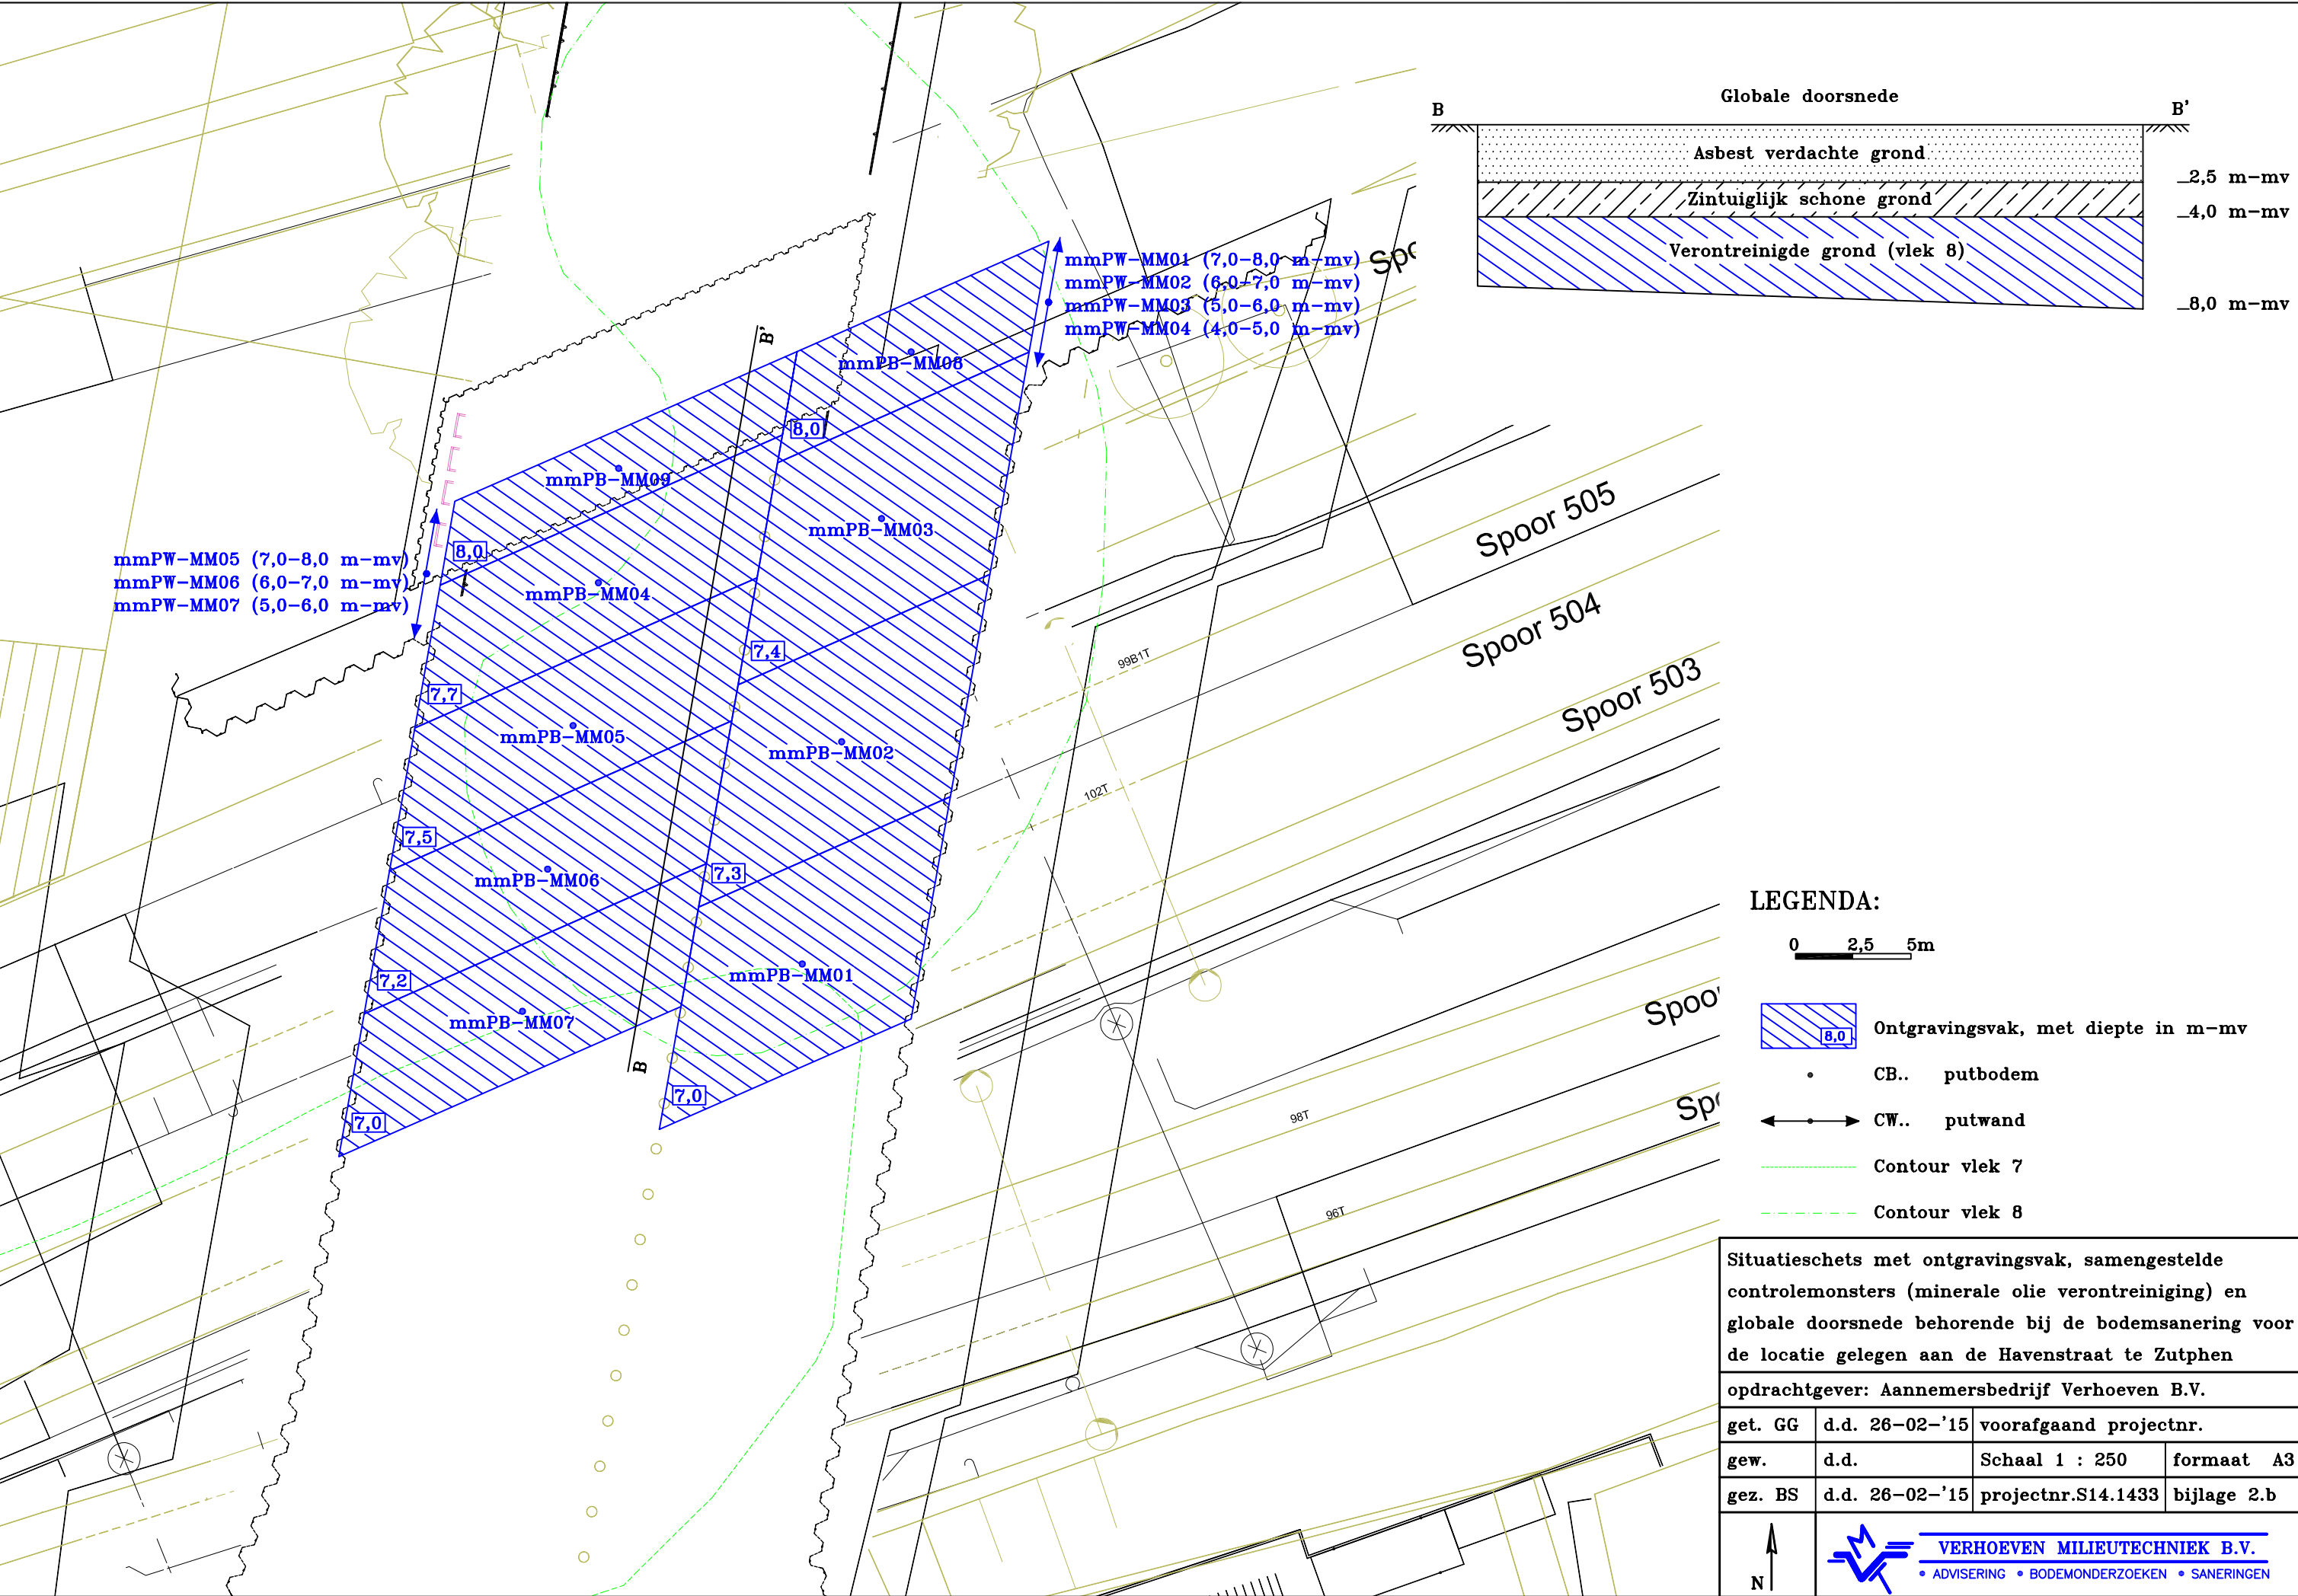 Globale doorsnede
B
B'
Asbest verdachte grond
2,5 m-mv
Zintuiglijk schone grond
4,0 m-mv
Verontreinigde grond (vlek 8)
8,0 m-mv
mmPW-MM01 (7,0-8,0 m-mv)
mmPW-MM02 (6,0-7,0 m-mv)
mmPW-MM03 (5,0-6,0 m-mv)
mmPW-MM04 (4,0-5,0 m-mv)
B'
mmPB-MM08
8,0
mmPB-MM09
mmPB-MM03
8,0
mmPW-MM05 (7,0-8,0 m-mv)
mmPW-MM06 (6,0-7,0 m-mv)
mmPW-MM07 (5,0-6,0 m-mv)
mmPB-MM04
7,4
7,7
mmPB-MM05
mmPB-MM02
7,5
mmPB-MM06
7,3
7,2
mmPB-MM01
mmPB-MM07
B
7,0
7,0
Spoor 505
Spoor 504
Spoor 503
99B1T
102T
98T
96T
LEGENDA:
0 2,5 5m
8,0
Ontgravingsvak, met diepte in m-mv
CB.. putbodem
CW.. putwand
Contour vlek 7
Contour vlek 8
Situatieschets met ontgravingsvak, samengestelde
controlemonsters (minerale olie verontreiniging) en
globale doorsnede behorende bij de bodemsanering voor
de locatie gelegen aan de Havenstraat te Zutphen
opdrachtgever: Aannemersbedrijf Verhoeven B.V.
get. GG d.d. 26-02-'15 voorafgaand projectnr.
gew. d.d. Schaal 1 : 250 formaat A3
gez. BS d.d. 26-02-'15 projectnr.S14.1433 bijlage 2.b
N
VERHOEVEN MILIEUTECHNIEK B.V.
• ADVISERING • BODEMONDERZOEKEN • SANERINGEN